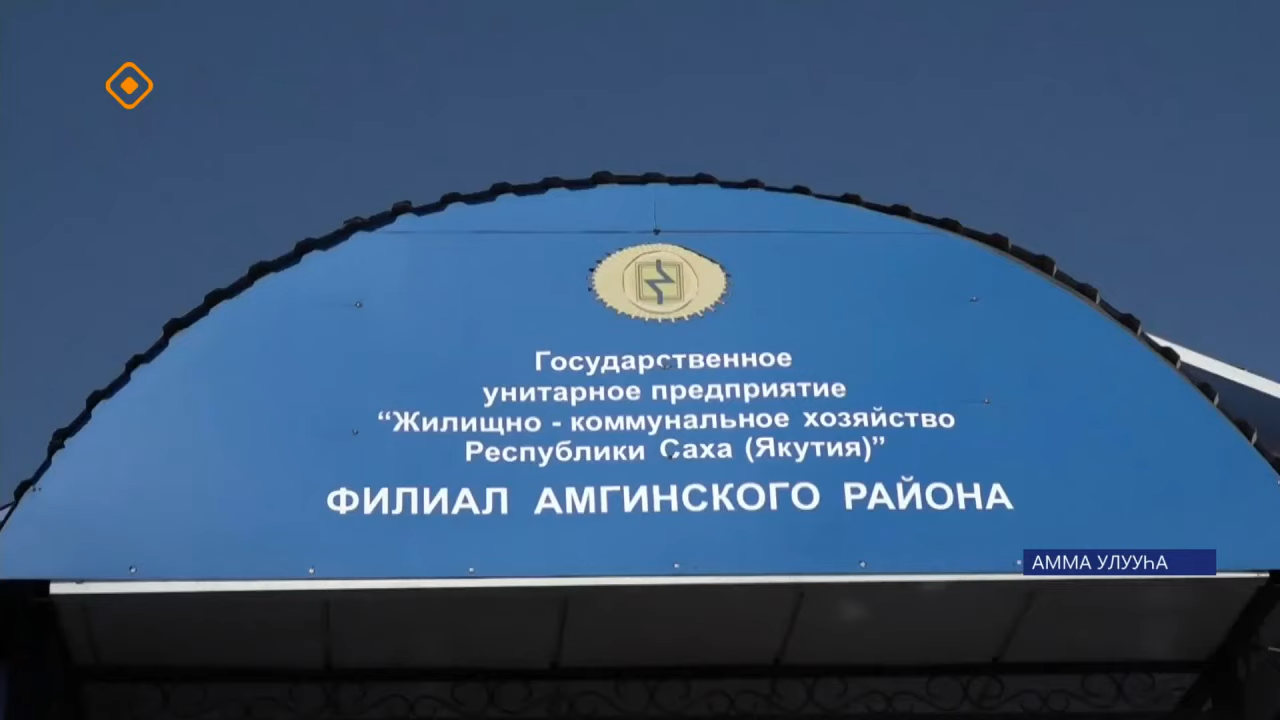 Государственное
унитарное предприятие
“Жилищно - коммунальное хозяйство
Республики Саха (Якутия)”
ФИЛИАЛ АМГИНСКОГО РАЙОНА
АММА УЛУУҺА